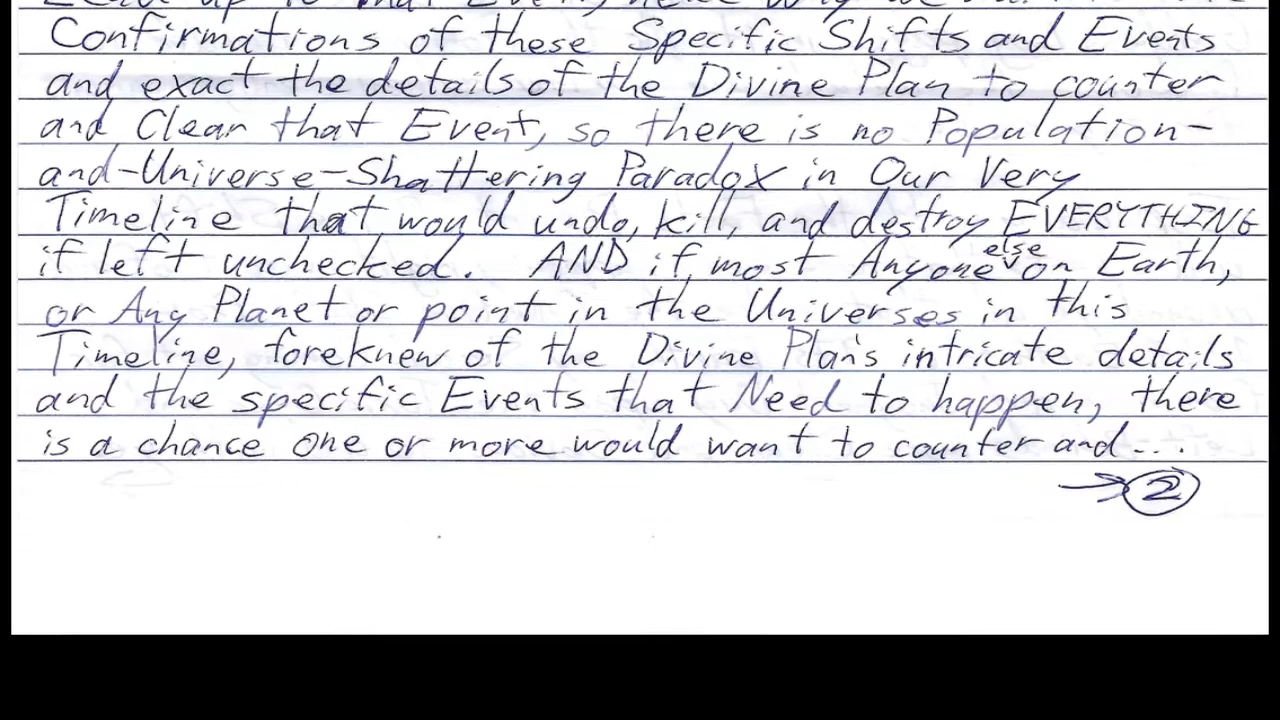 Confirmations of these Specific Shifts and Events
and exact the details of the Divine Plan to counter
and Clear that Event, so there is no Population-
and-Universe-Shattering Paradox in Our Very
Timeline that would undo, kill, and destroy EVERYTHING
if left unchecked. AND if most Anyone else on Earth,
or Any Planet or point in the Universes in this
Timeline, foreknew of the Divine Plan's intricate details
and the specific Events that Need to happen, there
is a chance one or more would want to counter and...
→ 2